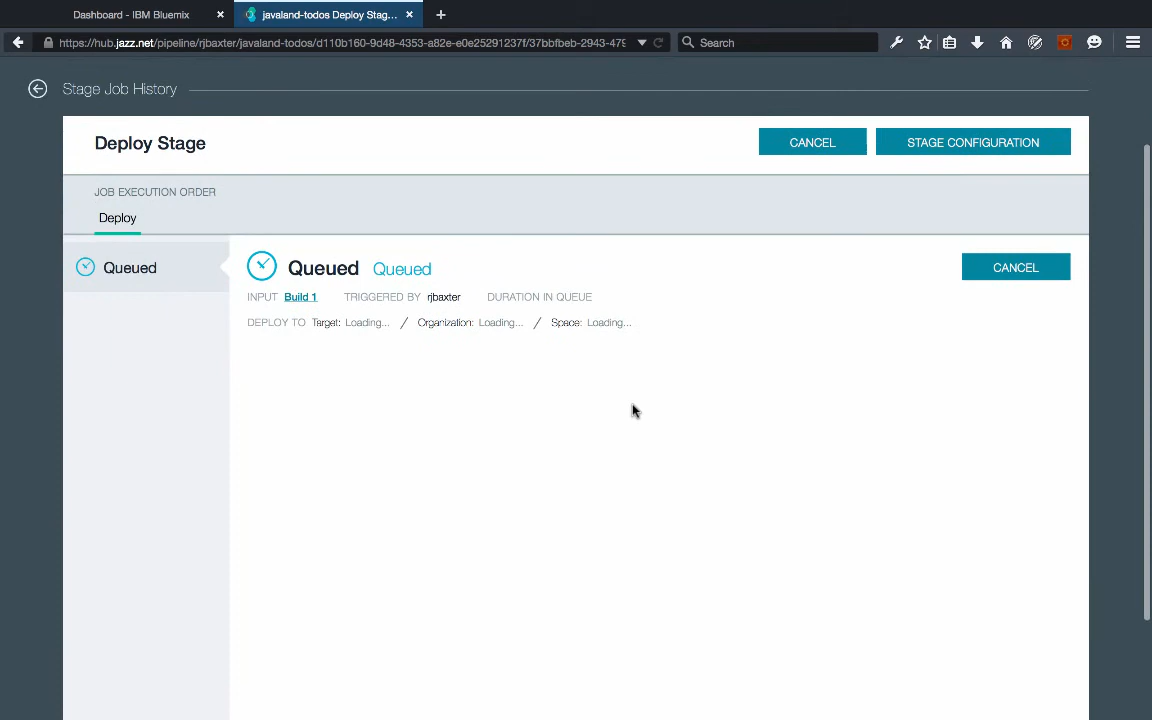 Dashboard - IBM Bluemix
javaland-todos Deploy Stag...
https://hub.jazz.net/pipeline/rjbaxter/javaland-todos/d110b160-9d48-4353-a82e-e0e25291237f/37bbfbeb-2943-479
Search
Stage Job History
Deploy Stage
CANCEL
STAGE CONFIGURATION
JOB EXECUTION ORDER
Deploy
Queued
Queued Queued
CANCEL
INPUT Build 1 TRIGGERED BY rjbaxter DURATION IN QUEUE
DEPLOY TO Target: Loading... / Organization: Loading... / Space: Loading...